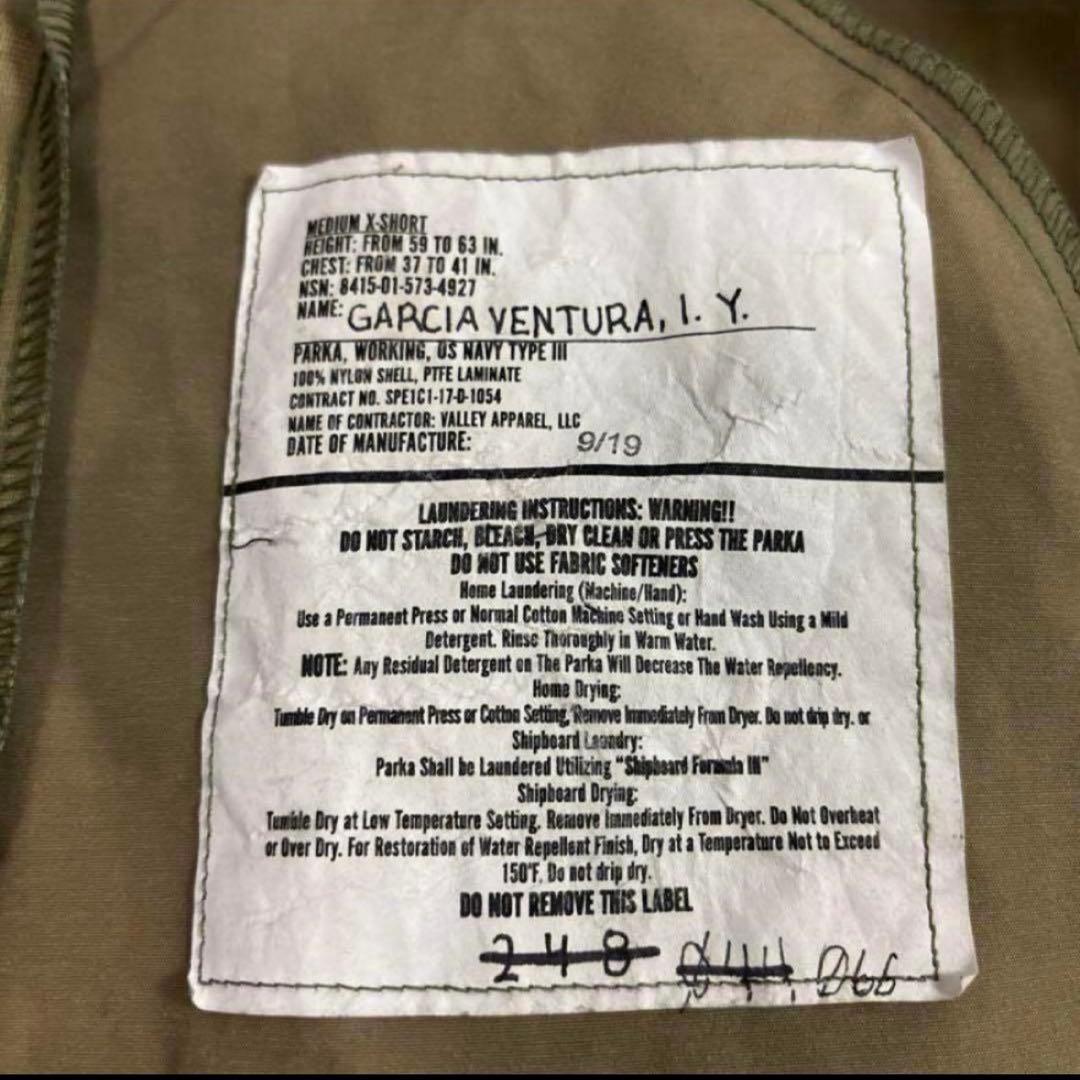 MEDIUM X-SHORT
HEIGHT: FROM 59 TO 63 IN.
CHEST: FROM 37 TO 41 IN.
NSN: 8415-01-573-4927
NAME: GARCIA VENTURA, I. Y.
PARKA, WORKING, US NAVY TYPE III
100% NYLON SHELL, PTFE LAMINATE
CONTRACT NO. SPE1C1-17-D-1054
NAME OF CONTRACTOR: VALLEY APPAREL, LLC
DATE OF MANUFACTURE: 9/19
LAUNDERING INSTRUCTIONS: WARNING!!
DO NOT STARCH, BLEACH, DRY CLEAN OR PRESS THE PARKA
DO NOT USE FABRIC SOFTENERS
Home Laundering (Machine/Hand):
Use a Permanent Press or Normal Cotton Machine Setting or Hand Wash Using a Mild
Detergent. Rinse Thoroughly in Warm Water.
NOTE: Any Residual Detergent on The Parka Will Decrease The Water Repellency.
Home Drying:
Tumble Dry on Permanent Press or Cotton Setting, Remove Immediately From Dryer. Do not drip dry. or
Shipboard Laundry:
Parka Shall be Laundered Utilizing "Shipboard Formula III"
Shipboard Drying:
Tumble Dry at Low Temperature Setting. Remove Immediately From Dryer. Do Not Overheat
or Over Dry. For Restoration of Water Repellent Finish, Dry at a Temperature Not to Exceed
150°F. Do not drip dry.
DO NOT REMOVE THIS LABEL
248 044, 066